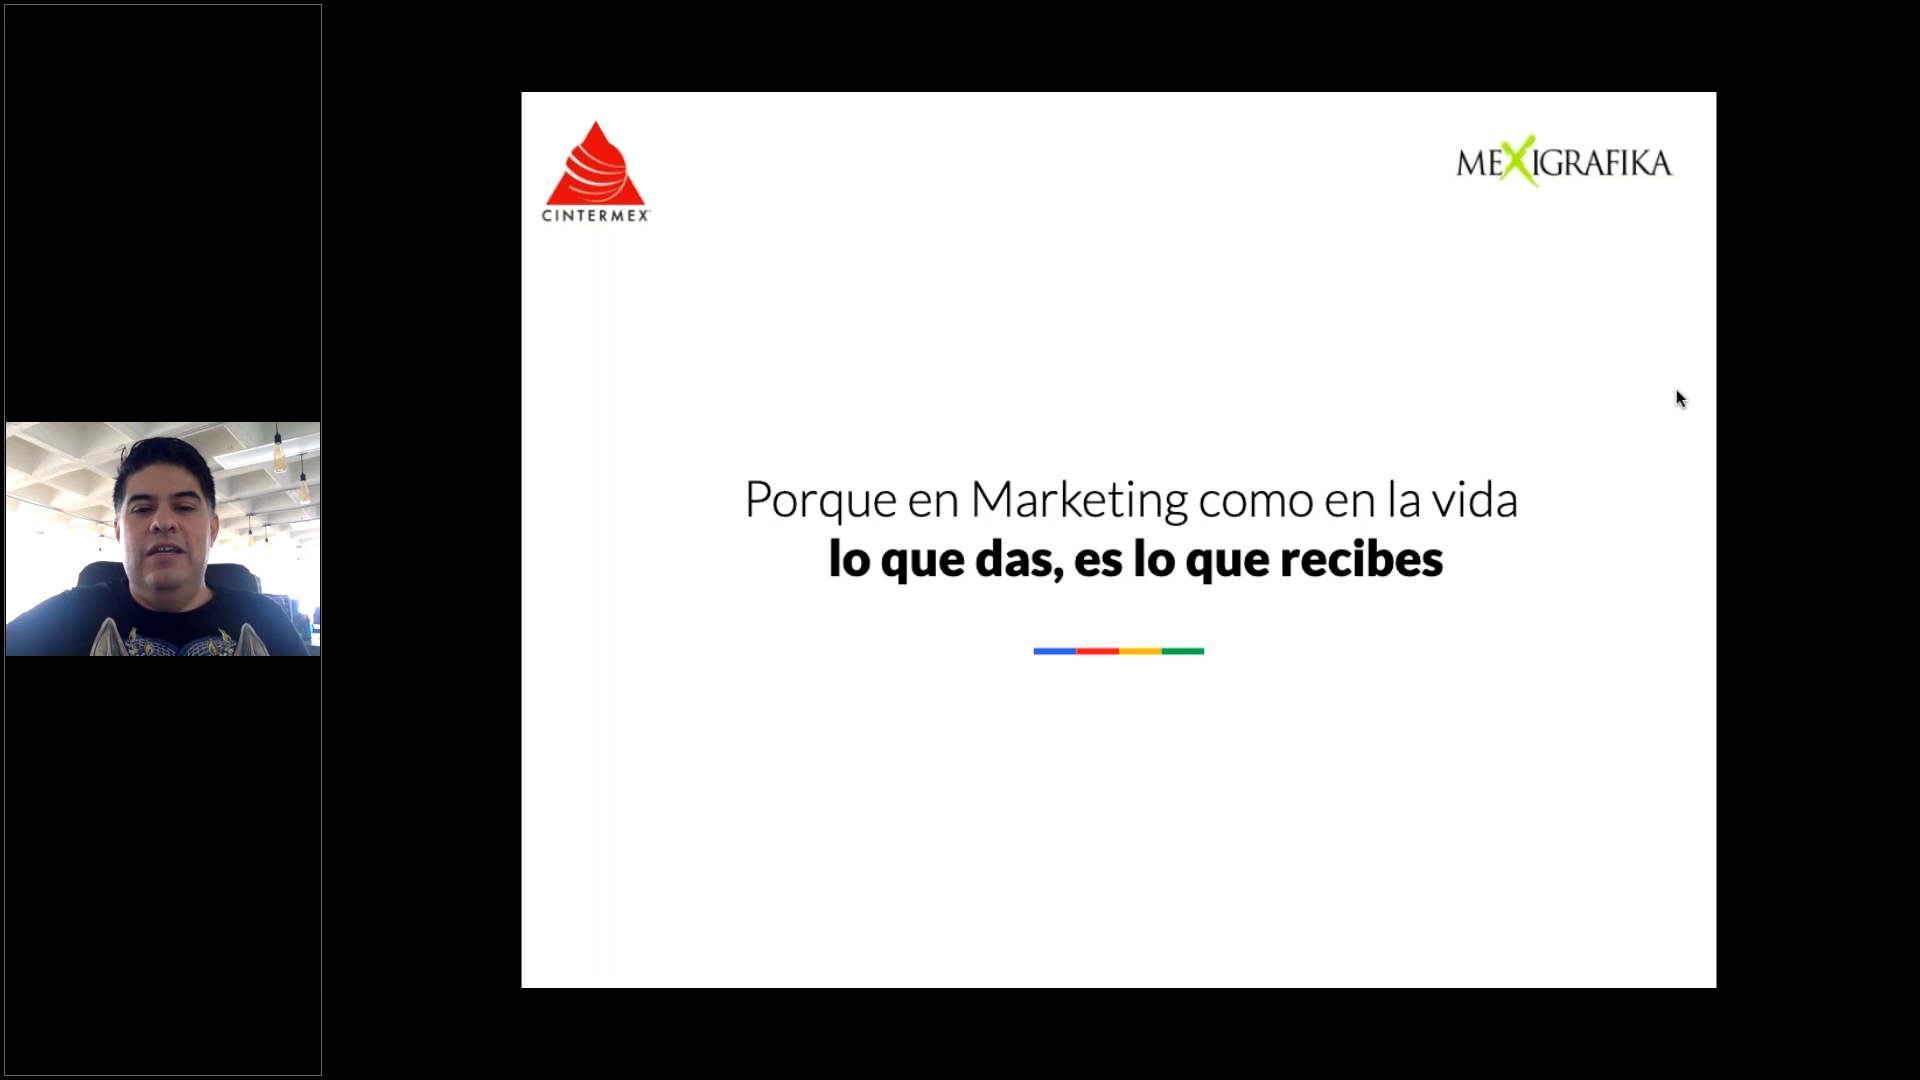 CINTERMEX
MEXIGRAFIKA
Porque en Marketing como en la vida
lo que das, es lo que recibes